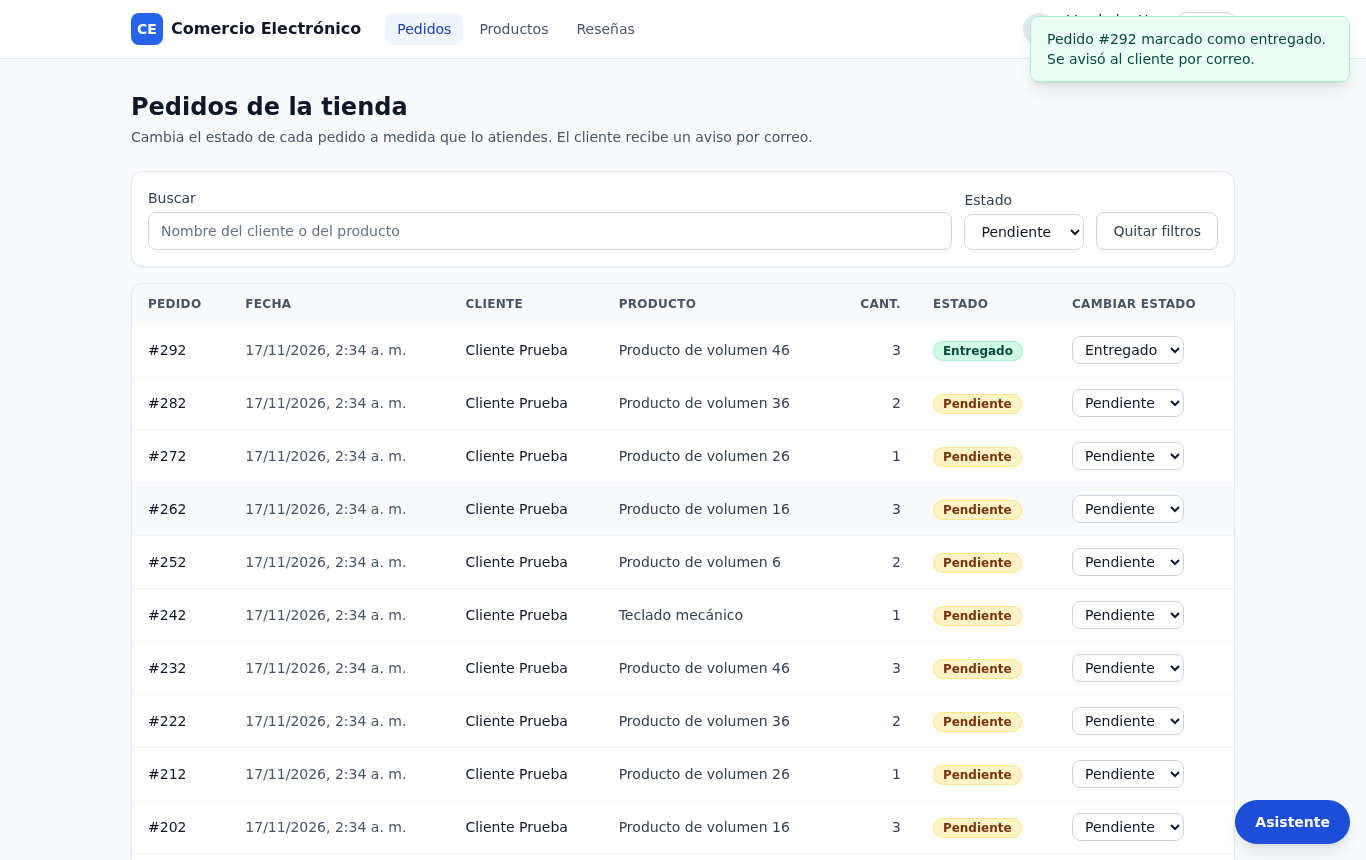 CE Comercio Electrónico Pedidos Productos Reseñas
Pedido #292 marcado como entregado.
Se avisó al cliente por correo.
Pedidos de la tienda
Cambia el estado de cada pedido a medida que lo atiendes. El cliente recibe un aviso por correo.
Buscar Estado
Nombre del cliente o del producto Pendiente Quitar filtros
PEDIDO FECHA CLIENTE PRODUCTO CANT. ESTADO CAMBIAR ESTADO
#292 17/11/2026, 2:34 a. m. Cliente Prueba Producto de volumen 46 3 Entregado Entregado
#282 17/11/2026, 2:34 a. m. Cliente Prueba Producto de volumen 36 2 Pendiente Pendiente
#272 17/11/2026, 2:34 a. m. Cliente Prueba Producto de volumen 26 1 Pendiente Pendiente
#262 17/11/2026, 2:34 a. m. Cliente Prueba Producto de volumen 16 3 Pendiente Pendiente
#252 17/11/2026, 2:34 a. m. Cliente Prueba Producto de volumen 6 2 Pendiente Pendiente
#242 17/11/2026, 2:34 a. m. Cliente Prueba Teclado mecánico 1 Pendiente Pendiente
#232 17/11/2026, 2:34 a. m. Cliente Prueba Producto de volumen 46 3 Pendiente Pendiente
#222 17/11/2026, 2:34 a. m. Cliente Prueba Producto de volumen 36 2 Pendiente Pendiente
#212 17/11/2026, 2:34 a. m. Cliente Prueba Producto de volumen 26 1 Pendiente Pendiente
#202 17/11/2026, 2:34 a. m. Cliente Prueba Producto de volumen 16 3 Pendiente Pendiente
Asistente